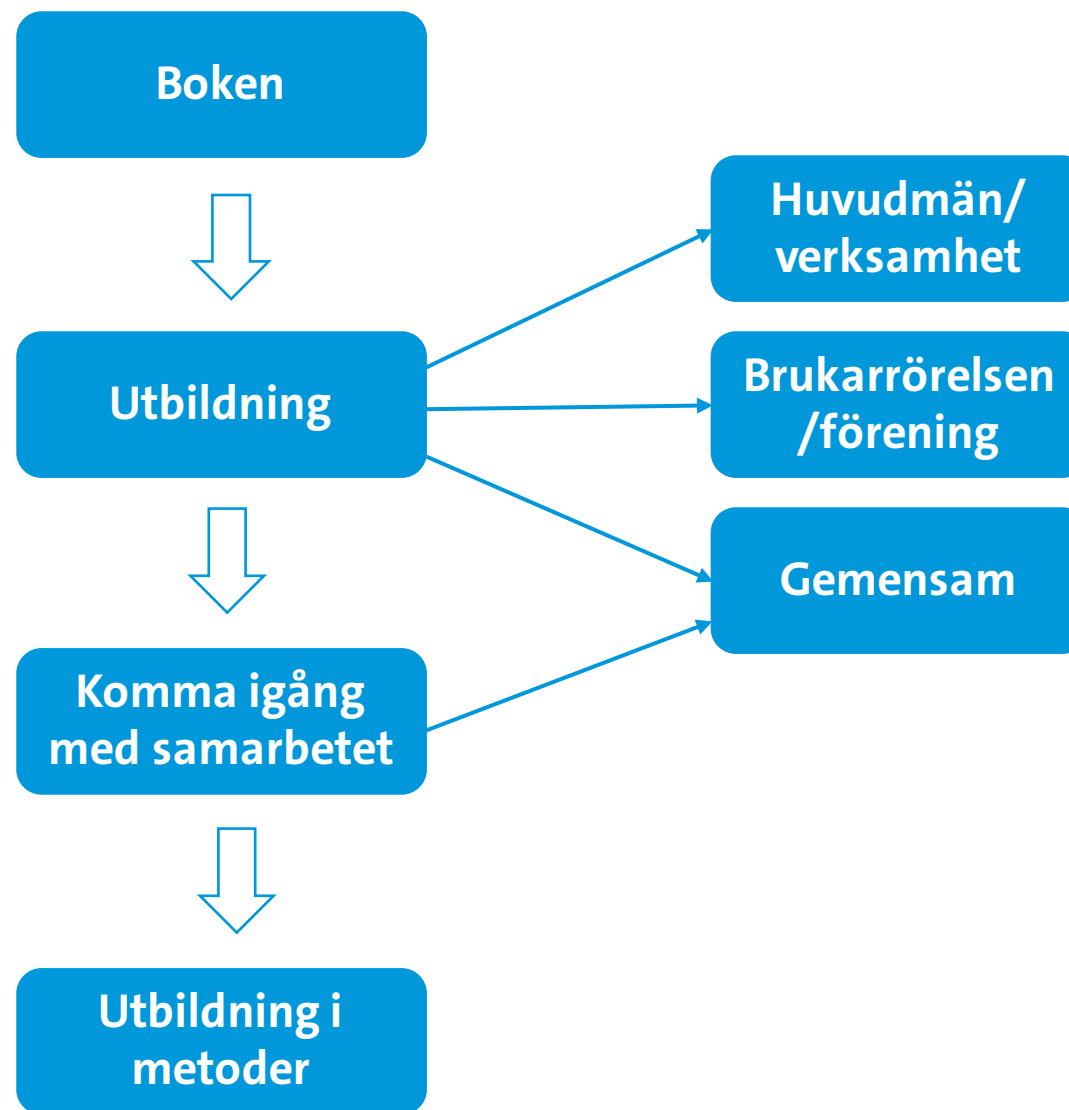 Boken
Huvudmän/
verksamhet
Utbildning
Brukarrörelsen
/förening
Gemensam
Komma igång
med samarbetet
Utbildning i
metoder